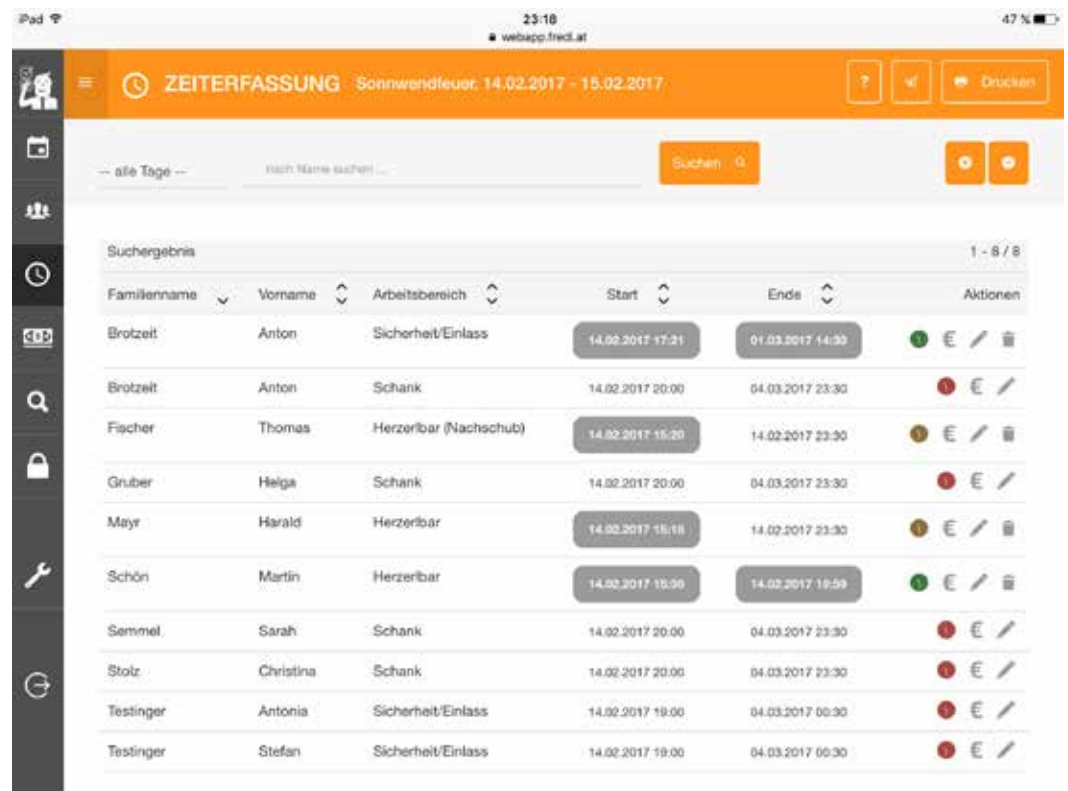 iPad 23:18 47 %
webapp.fredi.at
ZEITERFASSUNG Sonnwendfeuer, 14.02.2017 - 15.02.2017 ? Drucken
-- alle Tage -- nach Name suchen ... Suchen
Suchergebnis 1 - 8 / 8
Familienname Vorname Arbeitsbereich Start Ende Aktionen
Brotzeit Anton Sicherheit/Einlass 14.02.2017 17:21 01.03.2017 14:30 €
Brotzeit Anton Schank 14.02.2017 20:00 04.03.2017 23:30 €
Fischer Thomas Herzerlbar (Nachschub) 14.02.2017 15:20 14.02.2017 23:30 €
Gruber Helga Schank 14.02.2017 20:00 04.03.2017 23:30 €
Mayr Harald Herzerlbar 14.02.2017 14.02.2017 23:30 €
Schön Martin Herzerlbar 14.02.2017 14.02.2017 €
Semmel Sarah Schank 14.02.2017 20:00 04.03.2017 23:30 €
Stolz Christina Schank 14.02.2017 20:00 04.03.2017 23:30 €
Testinger Antonia Sicherheit/Einlass 14.02.2017 19:00 04.03.2017 00:30 €
Testinger Stefan Sicherheit/Einlass 14.02.2017 19:00 04.03.2017 00:30 €